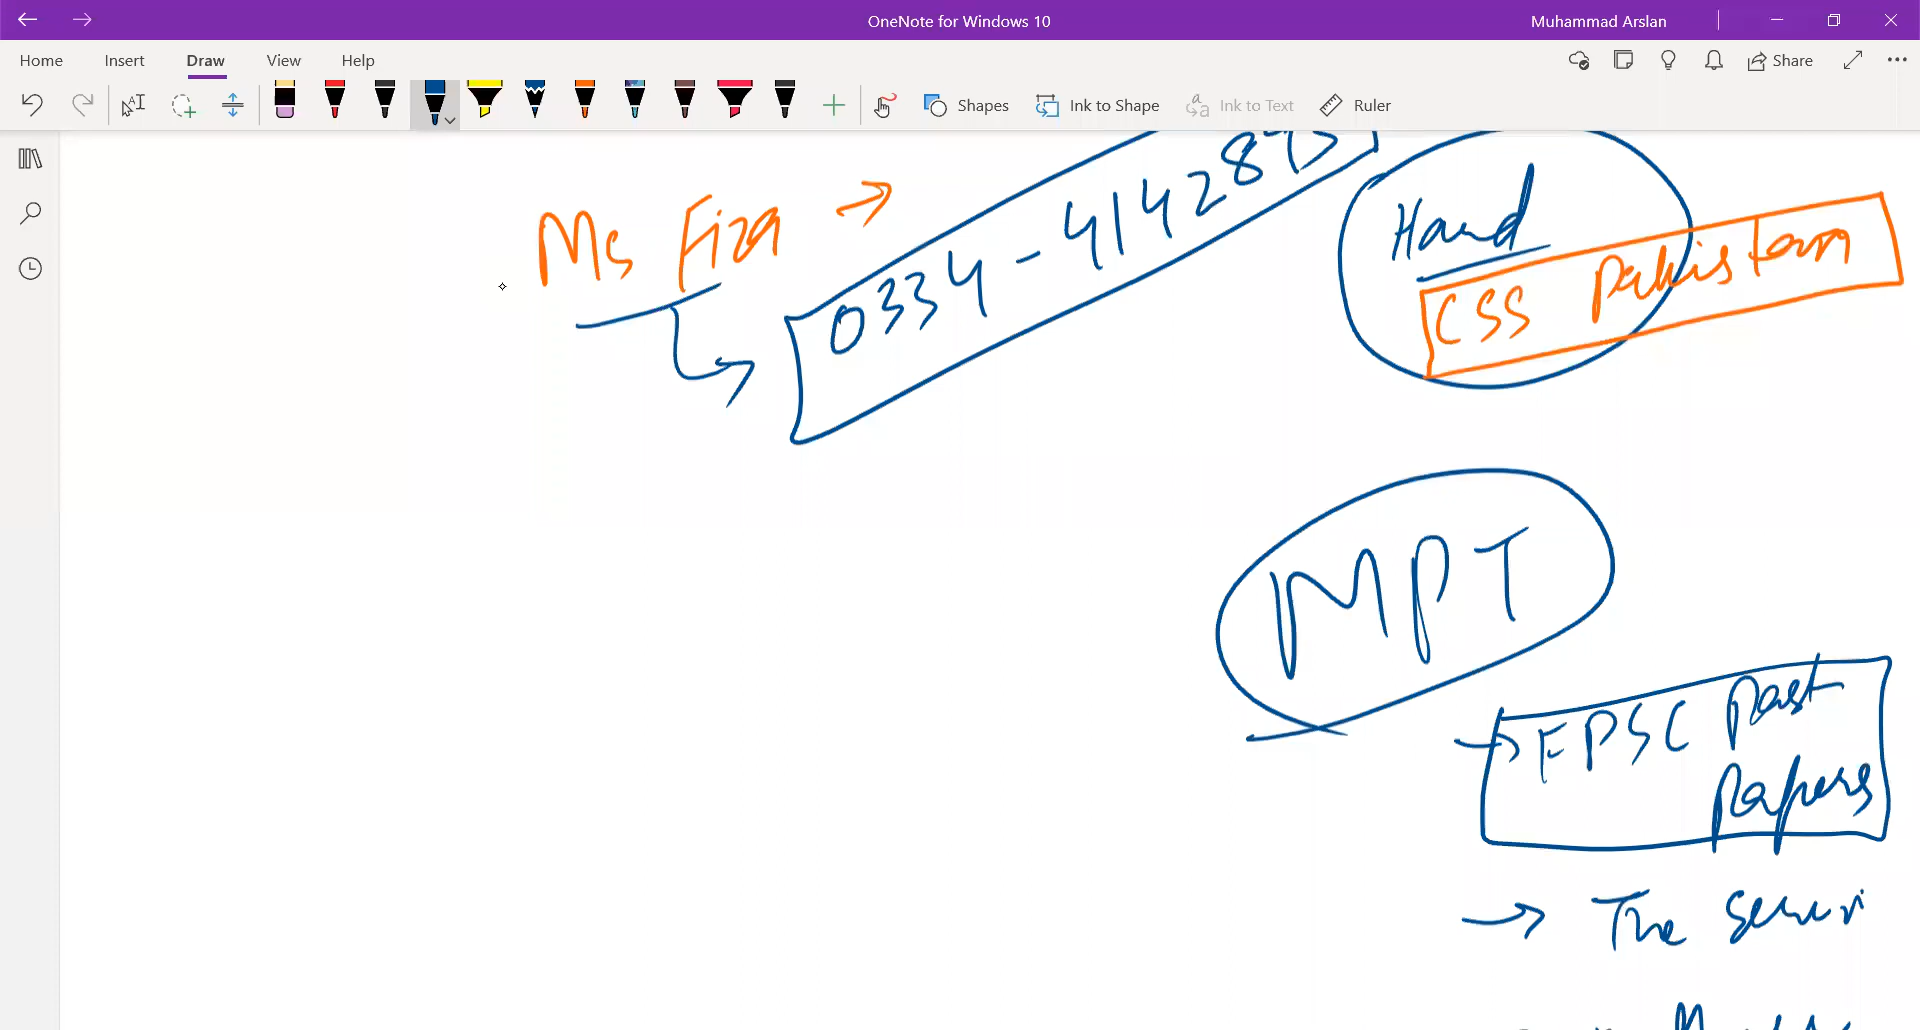 OneNote for Windows 10
Muhammad Arslan
Home Insert Draw View Help
Share
Shapes Ink to Shape Ink to Text Ruler
Ms Fiza →
0334-414287
Hand
CSS Pakistan
MPT
→ FPSC Past
Papers
→ The